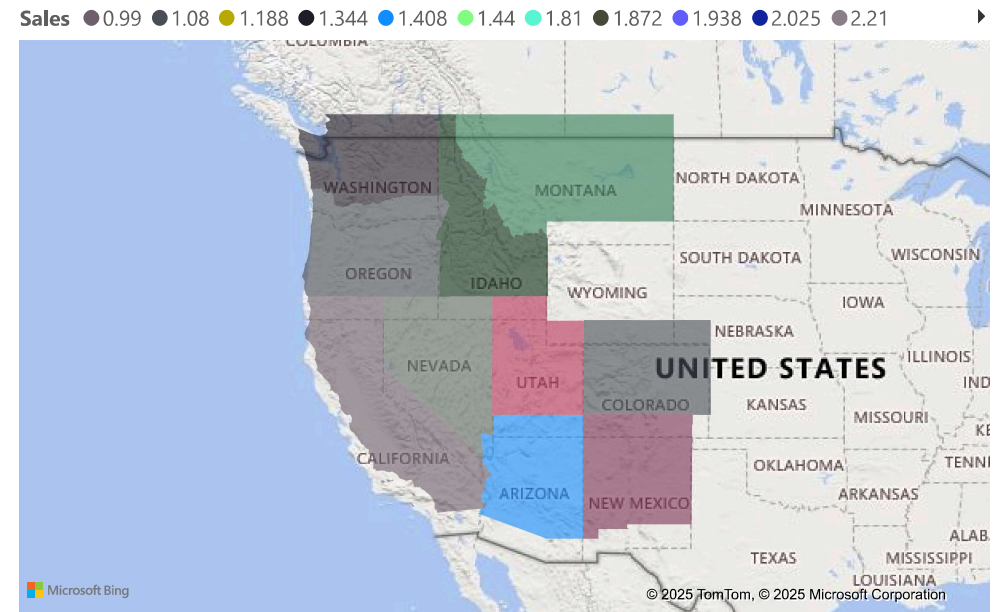 Sales 0.99 1.08 1.188 1.344 1.408 1.44 1.81 1.872 1.938 2.025 2.21
COLUMBIA
NORTH DAKOTA
WASHINGTON
MONTANA
MINNESOTA
OREGON
IDAHO
SOUTH DAKOTA
WISCONSIN
WYOMING
IOWA
NEBRASKA
NEVADA
UNITED STATES
ILLINOIS
UTAH
IND
COLORADO
KANSAS
MISSOURI
KE
CALIFORNIA
OKLAHOMA
TENNE
ARIZONA
NEW MEXICO
ARKANSAS
ALAB
TEXAS
MISSISSIPPI
LOUISIANA
Microsoft Bing
© 2025 TomTom, © 2025 Microsoft Corporation